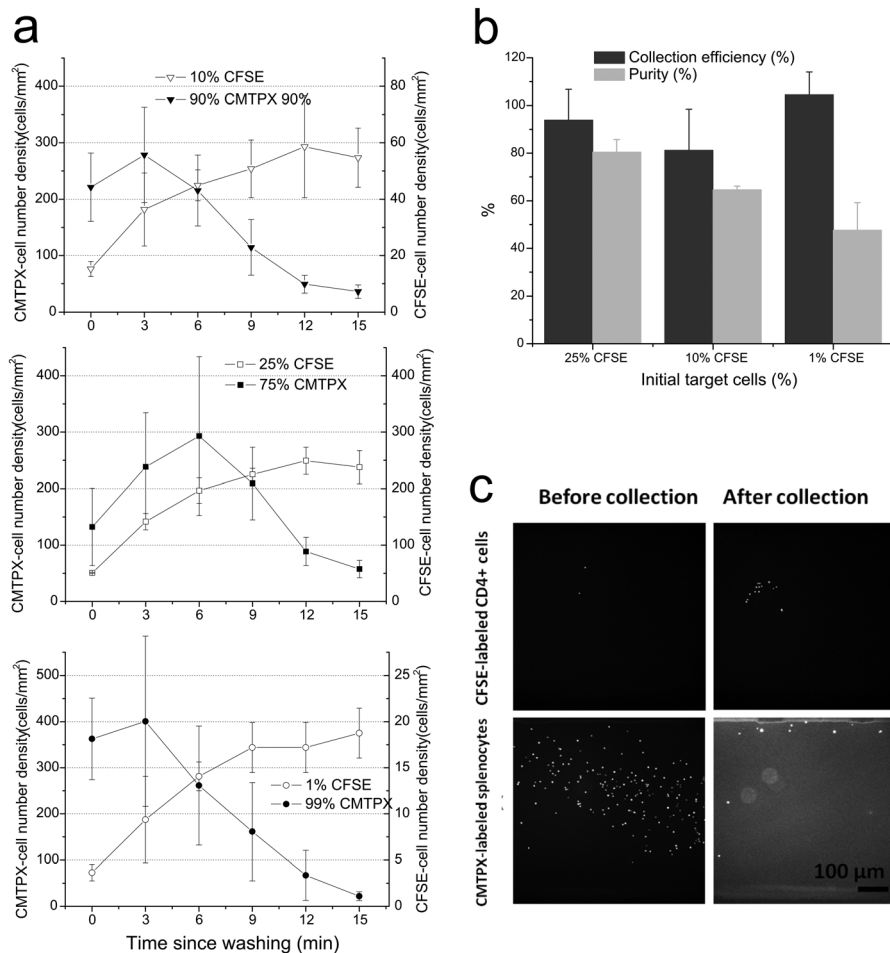 a
CMTPX-cell number density(cells/mm²)
450
300
200
100
0
10% CFSE
90% CMTPX 90%
80
60
40
20
0
CFSE-cell number density(cells/mm²)
0 3 6 9 12 15
CMTPX-cell number density(cells/mm²)
400
300
200
100
0
25% CFSE
75% CMTPX
400
300
200
100
0
CFSE-cell number density(cells/mm²)
0 3 6 9 12 15
CMTPX-cell number density(cells/mm²)
500
400
300
200
100
0
1% CFSE
99% CMTPX
25
20
15
10
5
0
CFSE-cell number density(cells/mm²)
0 3 6 9 12 15
Time since washing (min)
b
%
120
100
80
60
40
20
0
Collection efficiency (%)
Purity (%)
25% CFSE 10% CFSE 1% CFSE
Initial target cells (%)
c
Before collection After collection
CFSE-labeled CD4+ cells
CMTPX-labeled splenocytes
100 µm